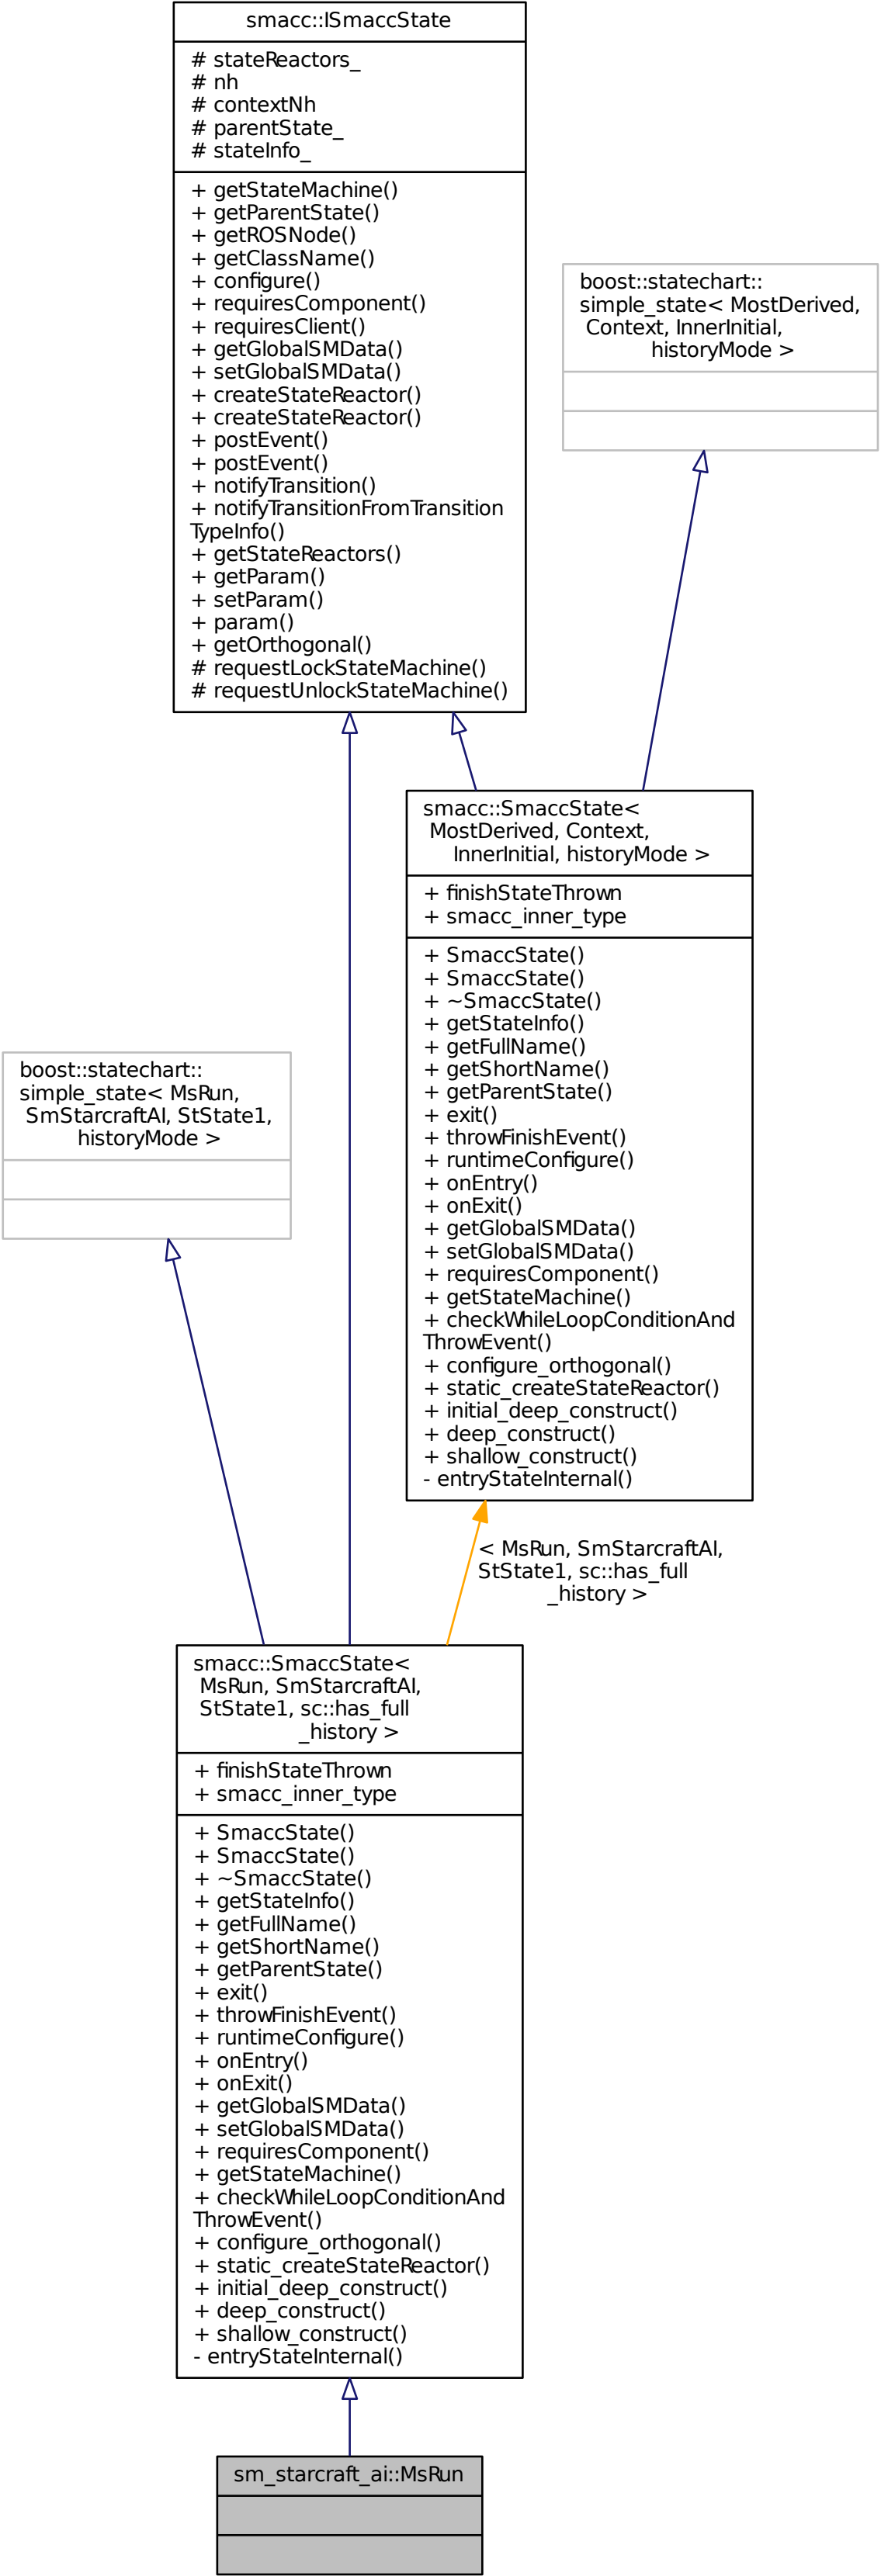 smacc::ISmaccState
# stateReactors_
# nh
# contextNh
# parentState_
# stateInfo_
+ getStateMachine()
+ getParentState()
+ getROSNode()
+ getClassName()
+ configure()
+ requiresComponent()
+ requiresClient()
+ getGlobalSMData()
+ setGlobalSMData()
+ createStateReactor()
+ createStateReactor()
+ postEvent()
+ postEvent()
+ notifyTransition()
+ notifyTransitionFromTransition
TypeInfo()
+ getStateReactors()
+ getParam()
+ setParam()
+ param()
+ getOrthogonal()
# requestLockStateMachine()
# requestUnlockStateMachine()
boost::statechart::
simple_state< MostDerived,
Context, InnerInitial,
historyMode >
smacc::SmaccState<
MostDerived, Context,
InnerInitial, historyMode >
+ finishStateThrown
+ smacc_inner_type
+ SmaccState()
+ SmaccState()
+ ~SmaccState()
+ getStateInfo()
+ getFullName()
+ getShortName()
+ getParentState()
+ exit()
+ throwFinishEvent()
+ runtimeConfigure()
+ onEntry()
+ onExit()
+ getGlobalSMData()
+ setGlobalSMData()
+ requiresComponent()
+ getStateMachine()
+ checkWhileLoopConditionAnd
ThrowEvent()
+ configure_orthogonal()
+ static_createStateReactor()
+ initial_deep_construct()
+ deep_construct()
+ shallow_construct()
- entryStateInternal()
boost::statechart::
simple_state< MsRun,
SmStarcraftAI, StState1,
historyMode >
< MsRun, SmStarcraftAI,
StState1, sc::has_full
_history >
smacc::SmaccState<
MsRun, SmStarcraftAI,
StState1, sc::has_full
_history >
+ finishStateThrown
+ smacc_inner_type
+ SmaccState()
+ SmaccState()
+ ~SmaccState()
+ getStateInfo()
+ getFullName()
+ getShortName()
+ getParentState()
+ exit()
+ throwFinishEvent()
+ runtimeConfigure()
+ onEntry()
+ onExit()
+ getGlobalSMData()
+ setGlobalSMData()
+ requiresComponent()
+ getStateMachine()
+ checkWhileLoopConditionAnd
ThrowEvent()
+ configure_orthogonal()
+ static_createStateReactor()
+ initial_deep_construct()
+ deep_construct()
+ shallow_construct()
- entryStateInternal()
sm_starcraft_ai::MsRun